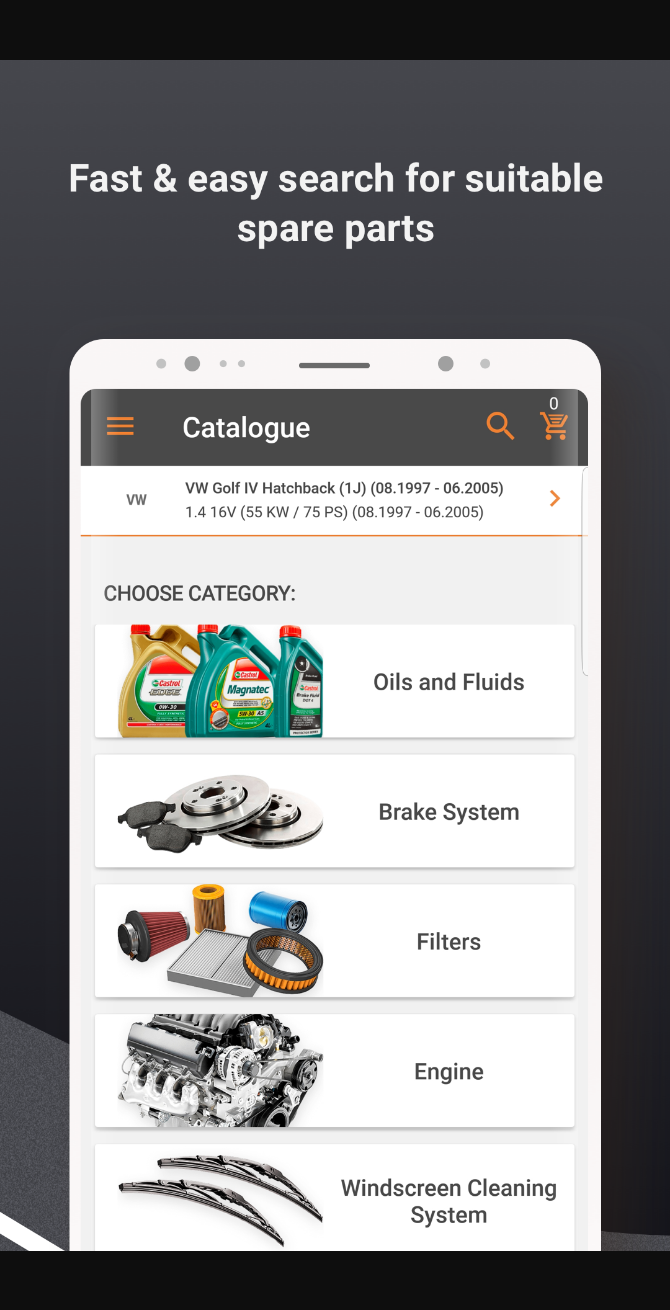 Fast & easy search for suitable
spare parts
0
Catalogue
VW
VW Golf IV Hatchback (1J) (08.1997 - 06.2005)
1.4 16V (55 KW / 75 PS) (08.1997 - 06.2005)
CHOOSE CATEGORY:
Castrol
EDGE
0W-30
Castrol
Magnatec
5W-30 A5
Castrol
Brake Fluid
DOT 4
Oils and Fluids
Brake System
Filters
Engine
Windscreen Cleaning
System